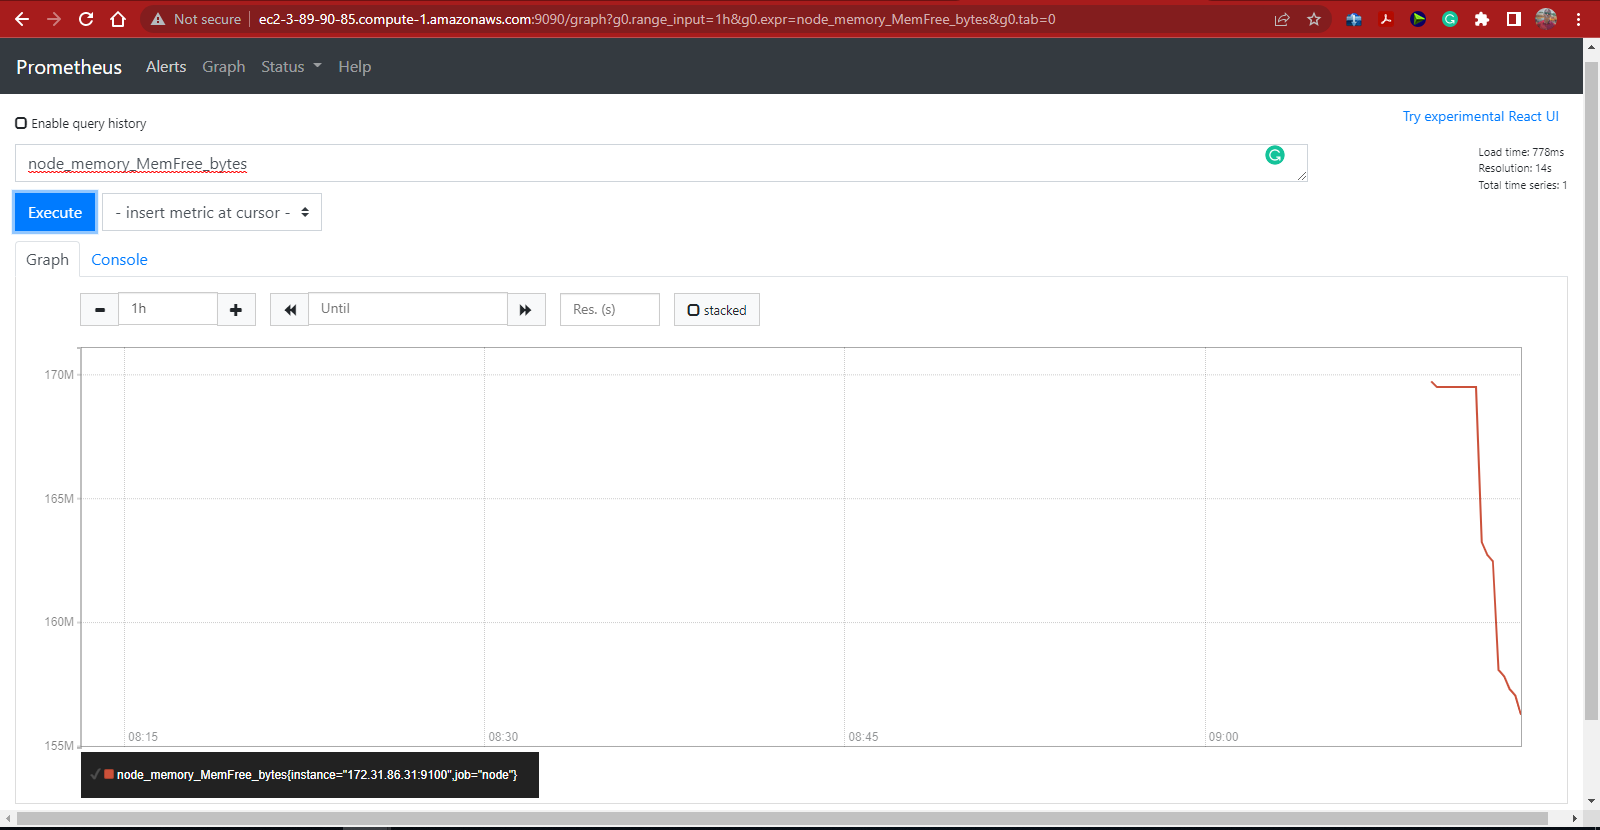 Not secure ec2-3-89-90-85.compute-1.amazonaws.com:9090/graph?g0.range_input=1h&g0.expr=node_memory_MemFree_bytes&g0.tab=0
Prometheus Alerts Graph Status Help
Enable query history
Try experimental React UI
node_memory_MemFree_bytes
Load time: 778ms
Resolution: 14s
Total time series: 1
Execute - insert metric at cursor -
Graph Console
1h Until Res. (s) stacked
170M
165M
160M
155M
08:15 08:30 08:45 09:00
node_memory_MemFree_bytes{instance="172.31.86.31:9100",job="node"}